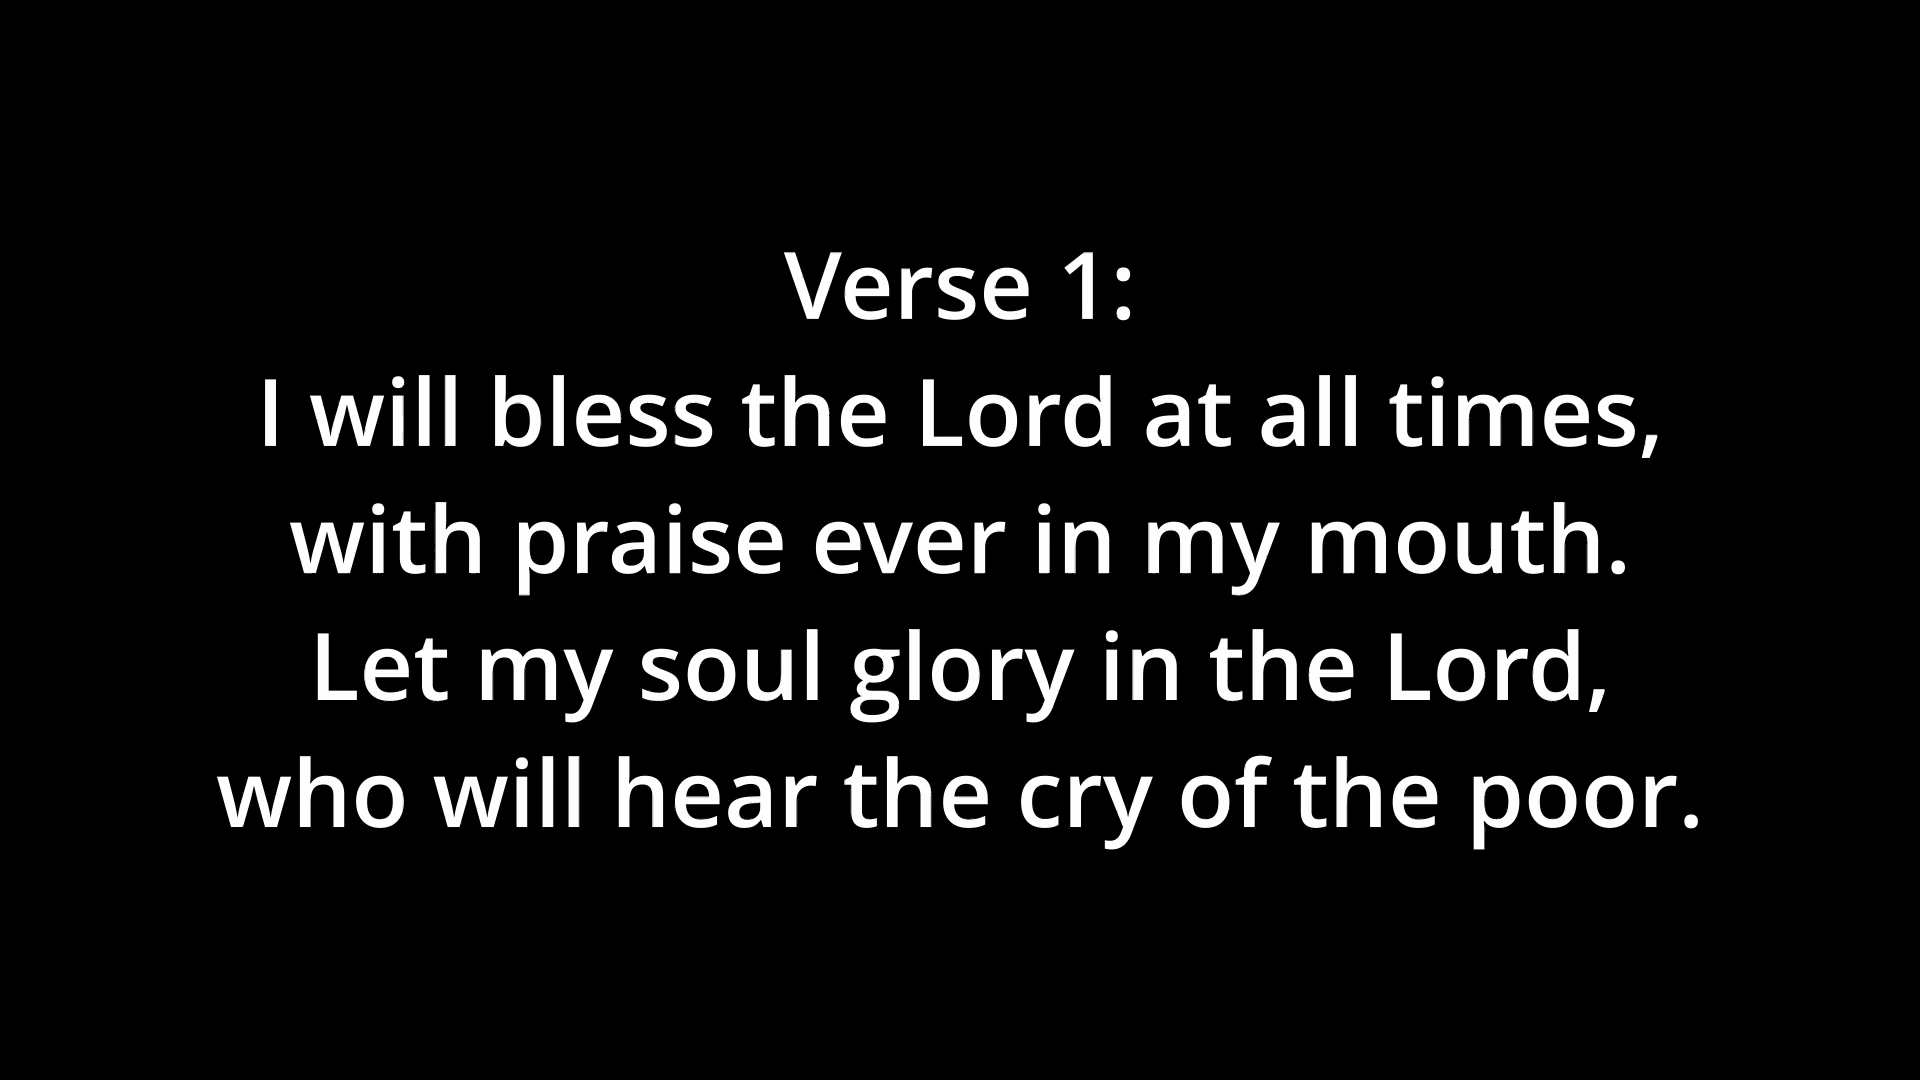 Verse 1:
I will bless the Lord at all times,
with praise ever in my mouth.
Let my soul glory in the Lord,
who will hear the cry of the poor.